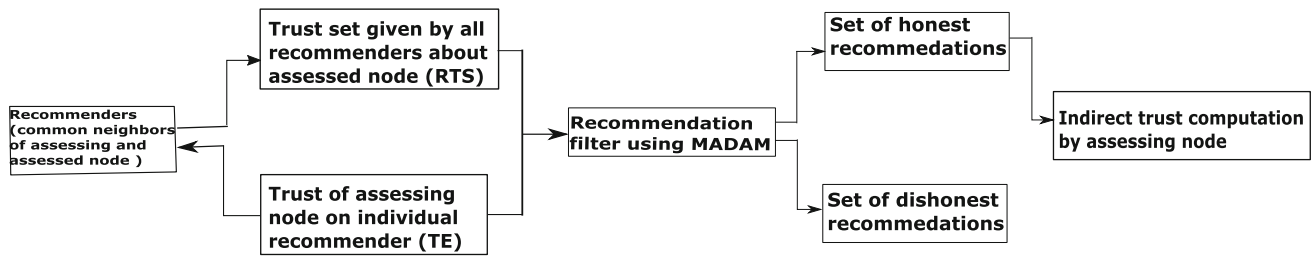 Recommenders
(common neighbors
of assessing and
assessed node )
Trust set given by all
recommenders about
assessed node (RTS)
Trust of assessing
node on individual
recommender (TE)
Recommendation
filter using MADAM
Set of honest
recommedations
Set of dishonest
recommedations
Indirect trust computation
by assessing node